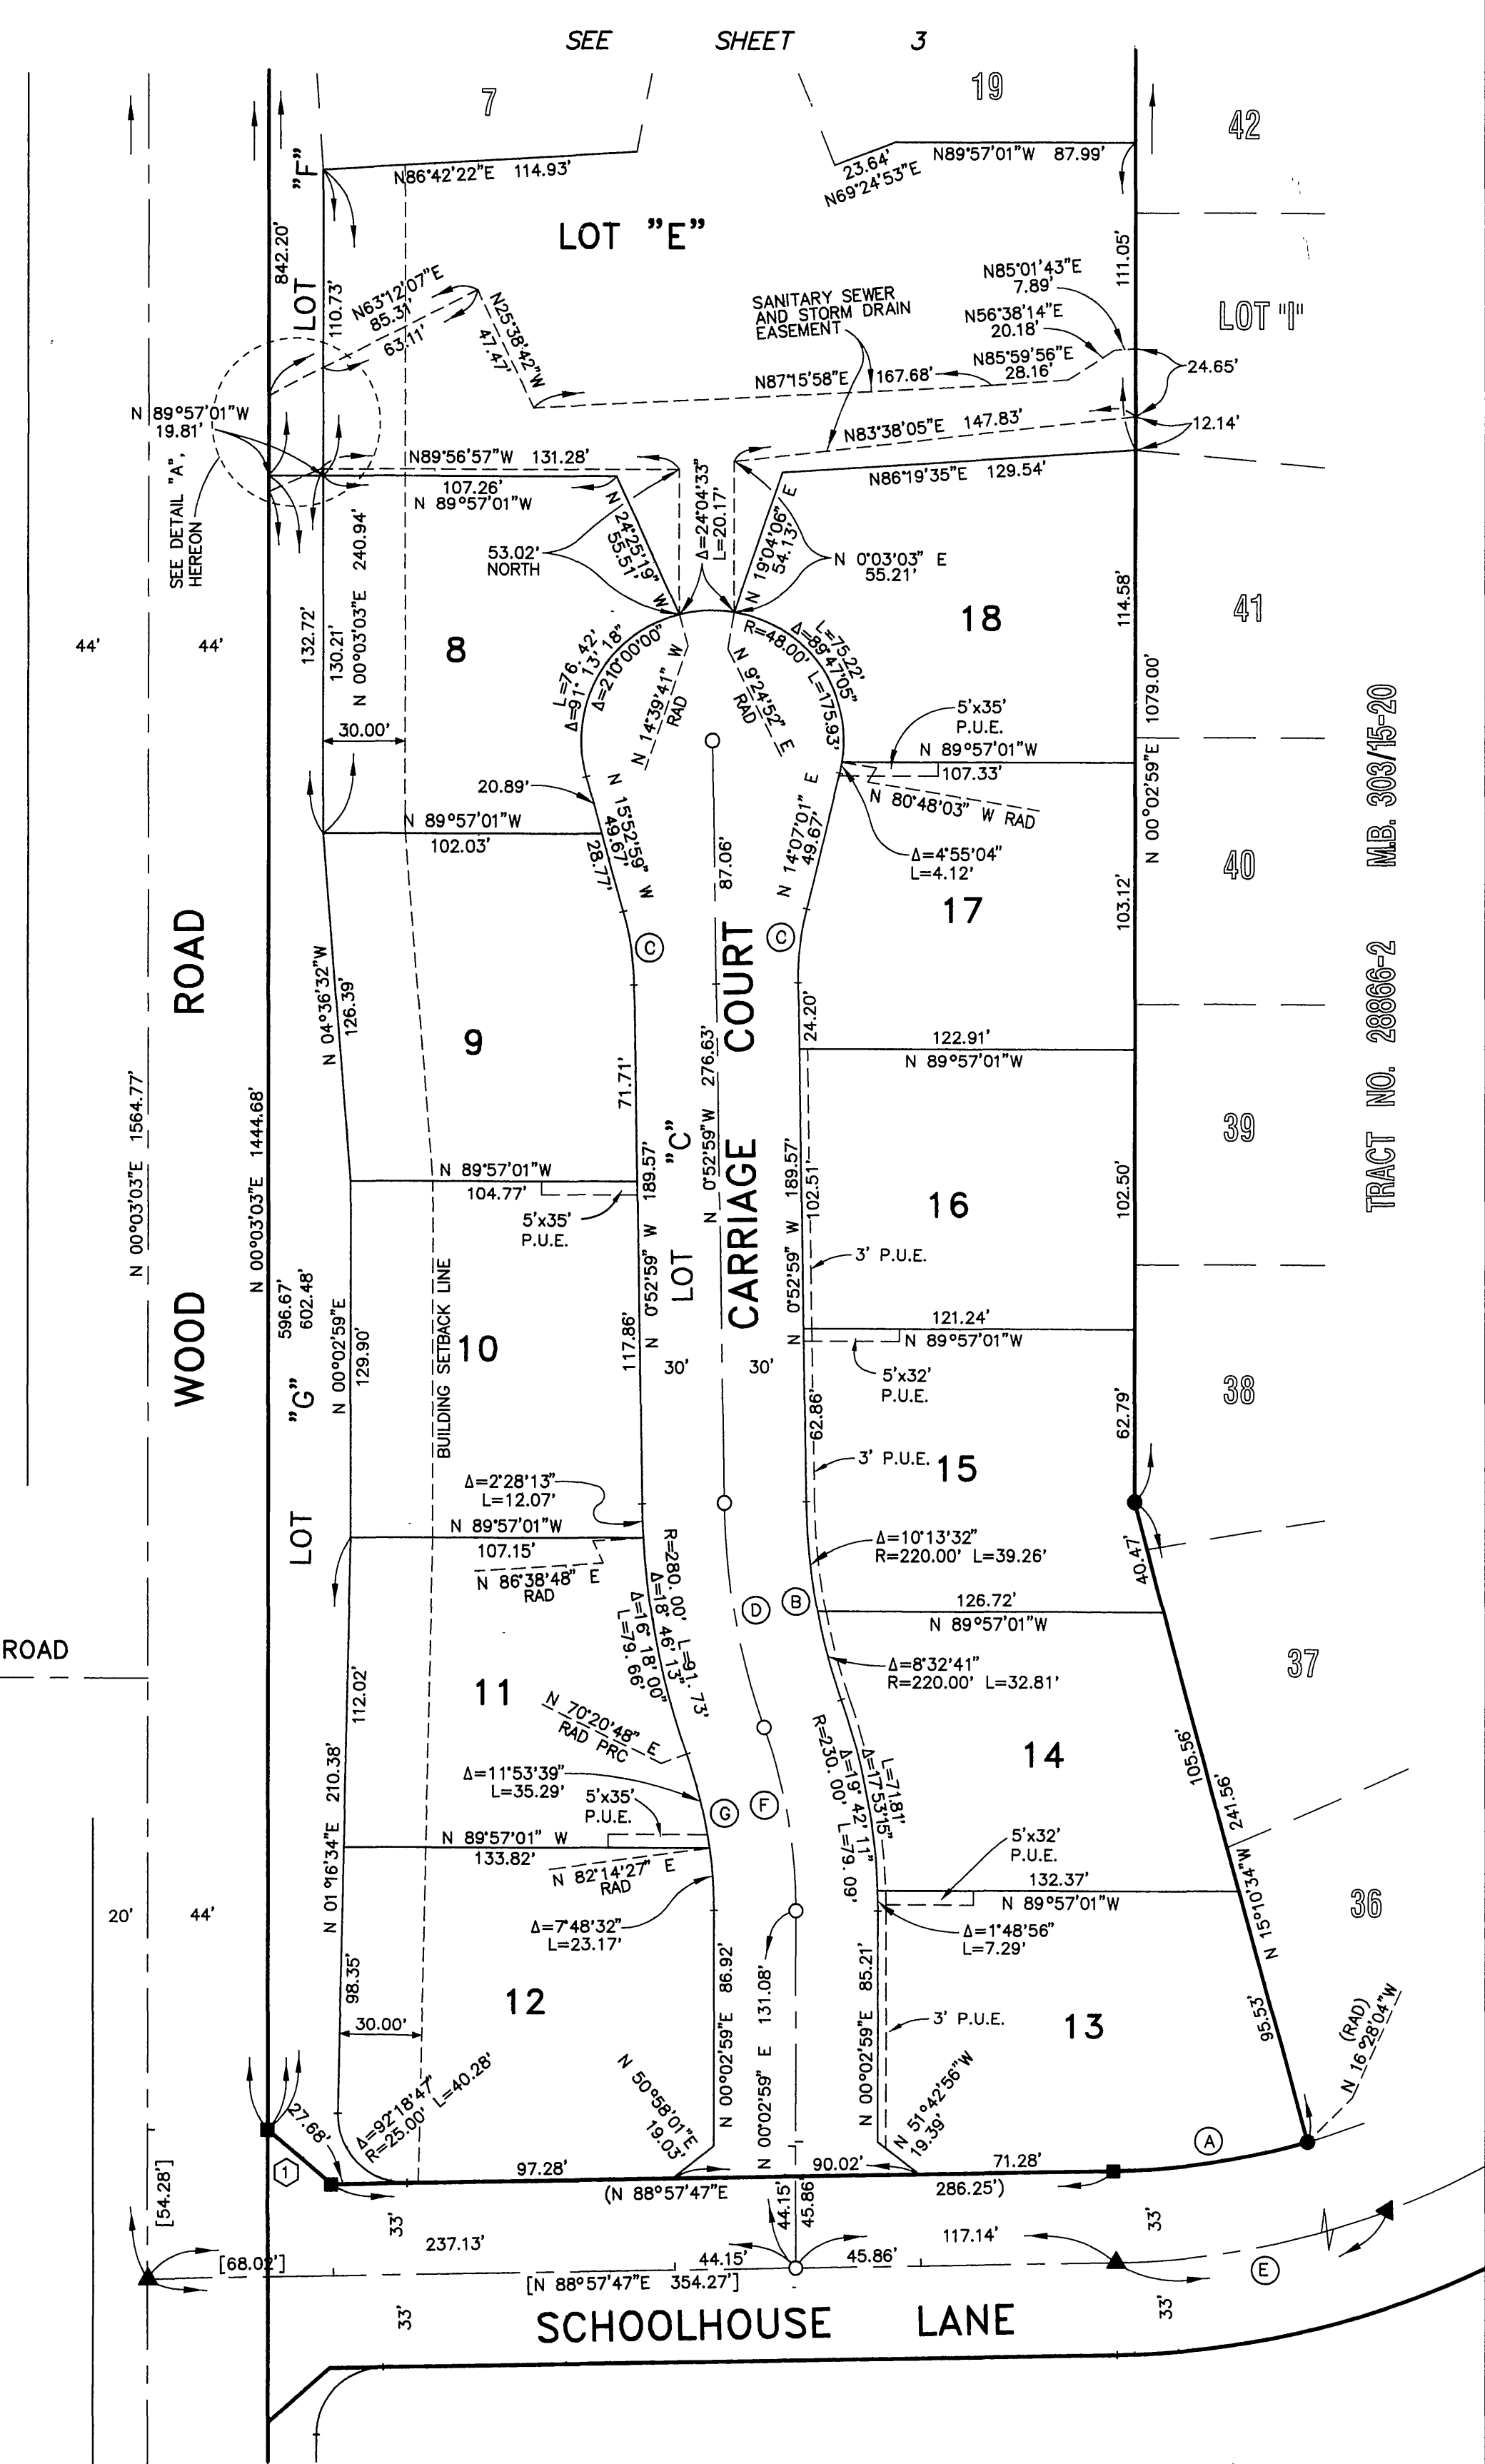 SEE SHEET 3
7
19
42
N86°42'22"E 114.93'
23.64'
N69°24'53"E
N89°57'01"W 87.99'
LOT "E"
LOT "F"
842.20'
110.73'
N63°12'07"E
85.31'
63.11'
N25°38'42"W
47.47'
SANITARY SEWER
AND STORM DRAIN
EASEMENT
N85°01'43"E
7.89'
N56°38'14"E
20.18'
N85°59'56"E
28.16'
N87°15'58"E 167.68'
N83°38'05"E 147.83'
111.05'
LOT "I"
24.65'
12.14'
N 89°57'01"W
19.81'
SEE DETAIL "A",
HEREON
N89°56'57"W 131.28'
107.26'
N 89°57'01"W
N86°19'35"E 129.54'
N 24°25'19" W
55.51'
Δ=24°04'33"
L=20.17'
N 19°04'06" E
54.13'
53.02'
NORTH
N 0°03'03" E
55.21'
132.72'
130.21'
N 00°03'03"E 240.94'
44'
44'
8
18
114.58'
41
L=76.42'
Δ=91°13'18"
Δ=210°00'00"
N 14°39'41" W
RAD
N 9°24'52" E
RAD
L=75.22'
Δ=89°47'05"
R=48.00' L=175.93'
5'x35'
P.U.E.
N 89°57'01"W
107.33'
N 80°48'03" W RAD
Δ=4°55'04"
L=4.12'
30.00'
20.89'
N 89°57'01"W
102.03'
N 15°52'59" W
49.67'
28.77'
87.06'
N 14°07'01" E
49.67'
17
N 00°02'59"E 1079.00'
103.12'
40
TRACT NO. 28866-2 M.B. 303/15-20
WOOD ROAD
N 00°03'03"E 1564.77'
N 00°03'03"E 1444.68'
N 04°36'32"W
126.39'
9
C
C
71.71'
24.20'
122.91'
N 89°57'01"W
CARRIAGE COURT
LOT "C"
N 0°52'59"W 276.63'
N 0°52'59" W 189.57'
N 0°52'59" W 189.57'
102.51'
N 89°57'01"W
104.77'
5'x35'
P.U.E.
16
102.50'
39
3' P.U.E.
596.67'
602.48'
LOT "G"
N 00°02'59"E
129.90'
BUILDING SETBACK LINE
10
117.86'
30'
30'
121.24'
N 89°57'01"W
5'x32'
P.U.E.
62.86'
62.79'
38
3' P.U.E.
15
Δ=2°28'13"
L=12.07'
N 89°57'01"W
107.15'
N 86°38'48" E
RAD
Δ=10°13'32"
R=220.00' L=39.26'
40.47'
D
B
126.72'
N 89°57'01"W
ROAD
R=280.00' L=91.73'
Δ=18°46'13"
Δ=16°18'00"
L=79.66'
Δ=8°32'41"
R=220.00' L=32.81'
37
11
112.02'
N 70°20'48" E
RAD PRC
14
105.56'
Δ=11°53'39"
L=35.29'
G
F
5'x35'
P.U.E.
L=71.81'
Δ=17°53'15"
Δ=19°42'11"
R=230.00' L=79.09'
N 01°16'34"E 210.38'
N 89°57'01" W
133.82'
N 82°14'27" E
RAD
5'x32'
P.U.E.
132.37'
N 89°57'01"W
N 15°10'34"W 241.56'
20'
44'
36
Δ=7°48'32"
L=23.17'
Δ=1°48'56"
L=7.29'
98.35'
30.00'
12
N 00°02'59"E 86.92'
N 00°02'59" E 131.08'
N 00°02'59"E 85.21'
3' P.U.E.
13
95.53'
(RAD)
N 16°28'04"W
27.68'
Δ=92°18'47"
R=25.00' L=40.28'
N 50°58'01"E
19.03'
N 51°42'56"W
19.39'
A
1
97.28'
90.02'
71.28'
(N 88°57'47"E 286.25')
[54.28']
33'
44.15'
45.86'
33'
237.13'
117.14'
[68.02']
44.15'
45.86'
[N 88°57'47"E 354.27']
E
33'
33'
SCHOOLHOUSE LANE